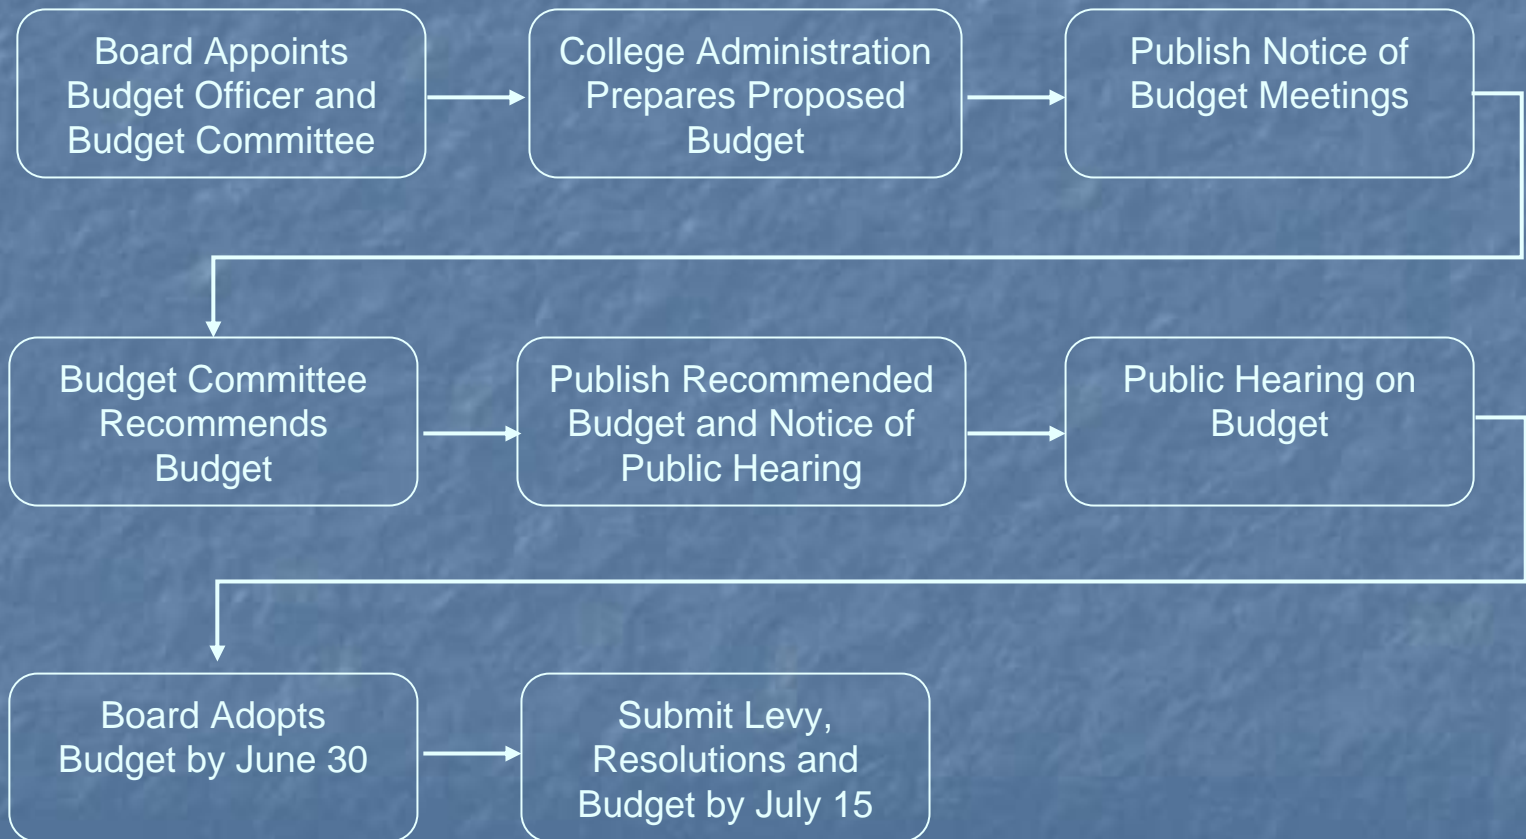 Board Appoints
Budget Officer and
Budget Committee
College Administration
Prepares Proposed
Budget
Publish Notice of
Budget Meetings
Budget Committee
Recommends
Budget
Publish Recommended
Budget and Notice of
Public Hearing
Public Hearing on
Budget
Board Adopts
Budget by June 30
Submit Levy,
Resolutions and
Budget by July 15